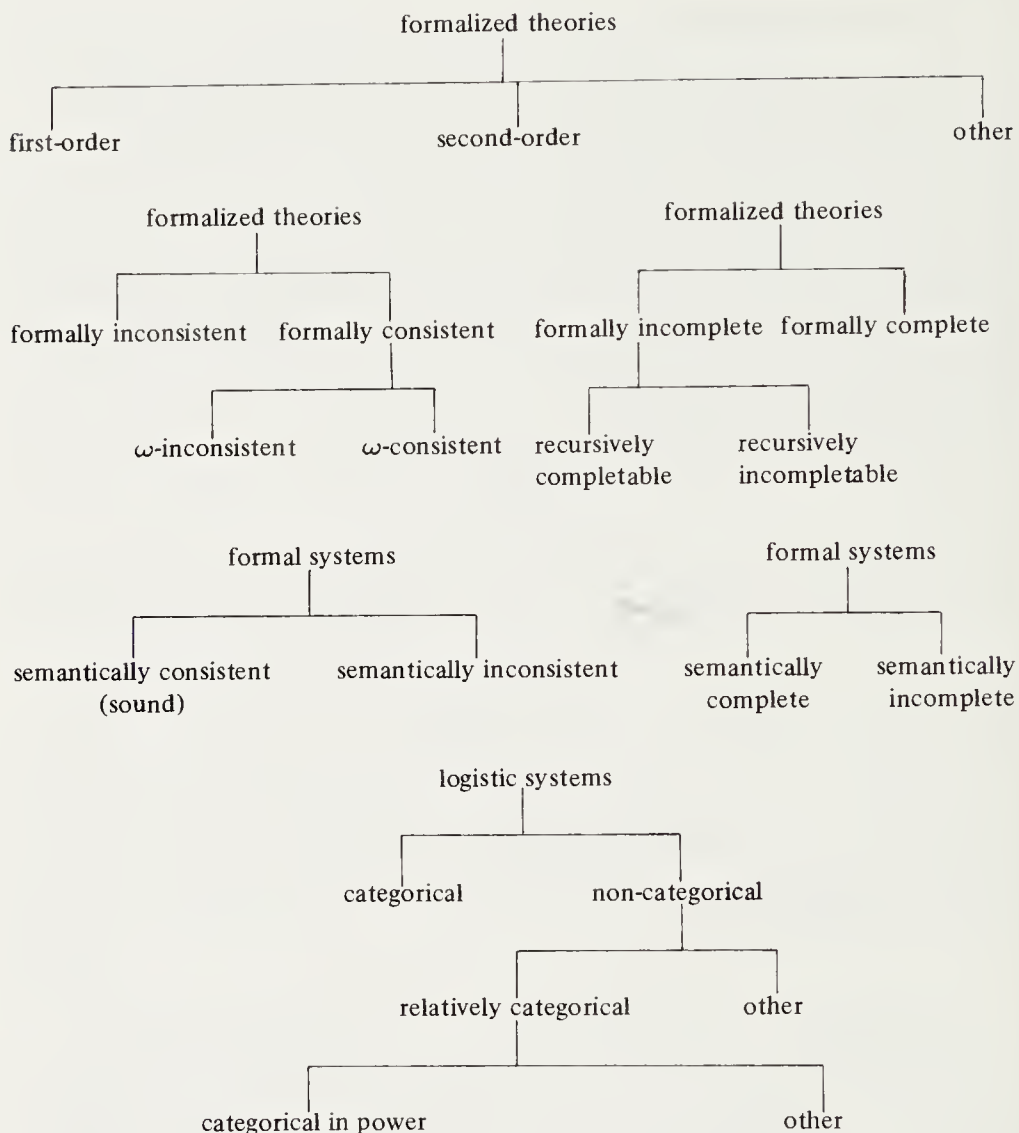 formalized theories
first-order second-order other
formalized theories formalized theories
formally inconsistent formally consistent formally incomplete formally complete
ω-inconsistent ω-consistent recursively completable recursively incompletable
formal systems formal systems
semantically consistent (sound) semantically inconsistent semantically complete semantically incomplete
logistic systems
categorical non-categorical
relatively categorical other
categorical in power other